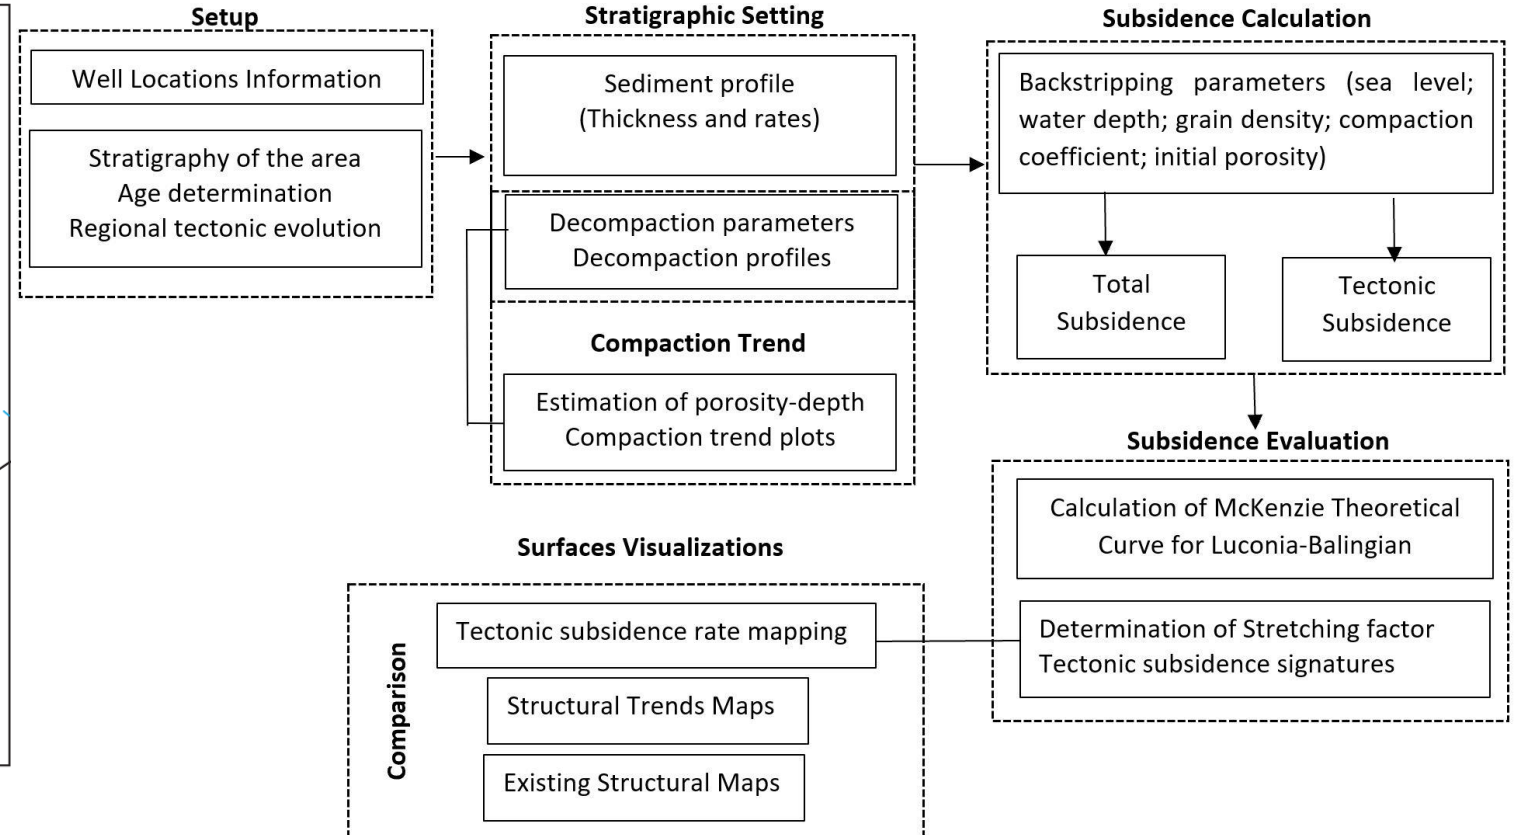 Setup
Well Locations Information
Stratigraphy of the area
Age determination
Regional tectonic evolution
Stratigraphic Setting
Sediment profile
(Thickness and rates)
Decompaction parameters
Decompaction profiles
Compaction Trend
Estimation of porosity-depth
Compaction trend plots
Subsidence Calculation
Backstripping parameters (sea level;
water depth; grain density; compaction
coefficient; initial porosity)
Total
Subsidence
Tectonic
Subsidence
Subsidence Evaluation
Calculation of McKenzie Theoretical
Curve for Luconia-Balingian
Determination of Stretching factor
Tectonic subsidence signatures
Surfaces Visualizations
Comparison
Tectonic subsidence rate mapping
Structural Trends Maps
Existing Structural Maps